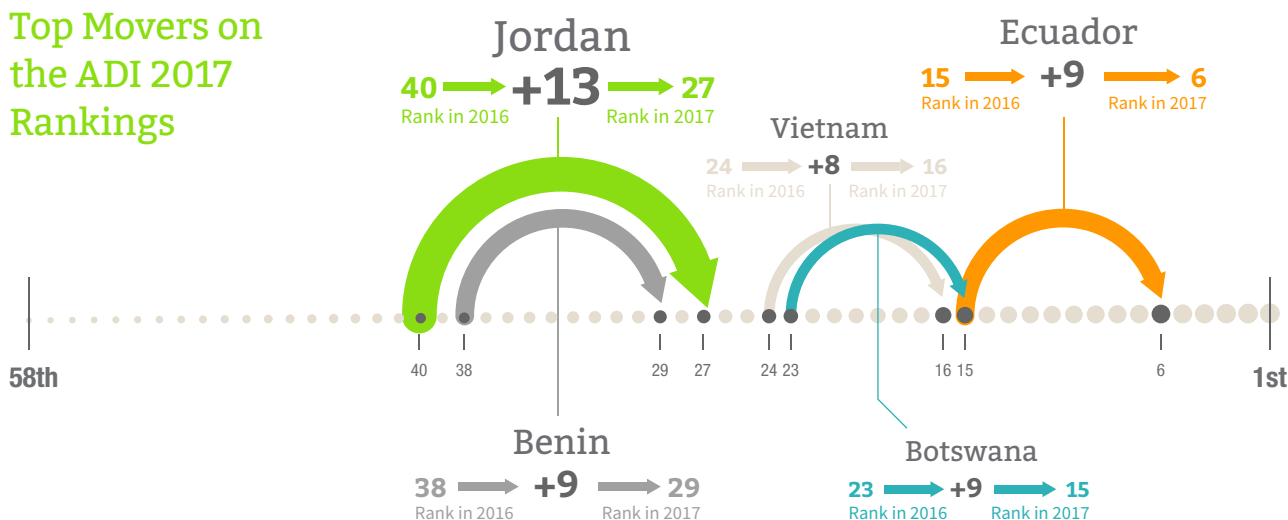 Top Movers on
the ADI 2017
Rankings
Jordan
40 +13 27
Rank in 2016 Rank in 2017
Ecuador
15 +9 6
Rank in 2016 Rank in 2017
Vietnam
24 +8 16
Rank in 2016 Rank in 2017
40 38 29 27 24 23 16 15 6
58th 1st
Benin
38 +9 29
Rank in 2016 Rank in 2017
Botswana
23 +9 15
Rank in 2016 Rank in 2017